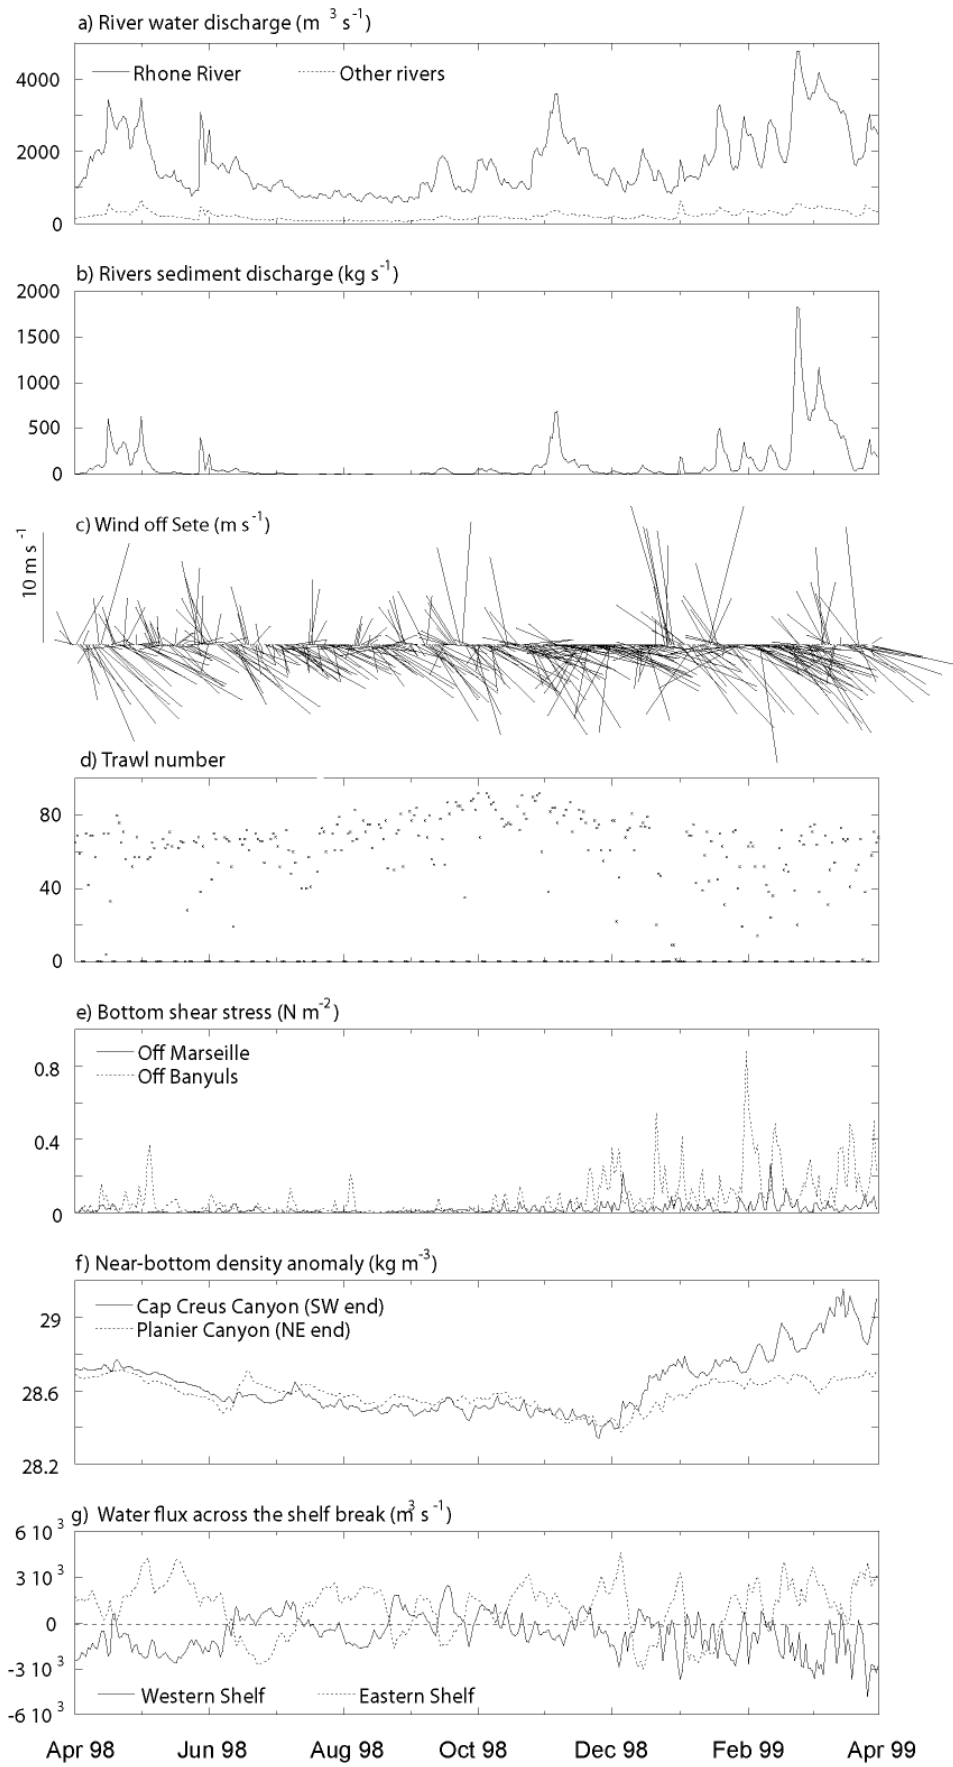 a) River water discharge (m 3 s-1)
Rhone River
Other rivers
4000
2000
0
b) Rivers sediment discharge (kg s-1)
2000
1500
1000
500
0
c) Wind off Sete (m s-1)
10 m s-1
d) Trawl number
80
40
0
e) Bottom shear stress (N m-2)
Off Marseille
Off Banyuls
0.8
0.4
0
f) Near-bottom density anomaly (kg m-3)
Cap Creus Canyon (SW end)
Planier Canyon (NE end)
29
28.6
28.2
g) Water flux across the shelf break (m3 s-1)
6 10 3
3 10 3
0
-3 10 3
-6 10 3
Western Shelf
Eastern Shelf
Apr 98 Jun 98 Aug 98 Oct 98 Dec 98 Feb 99 Apr 99